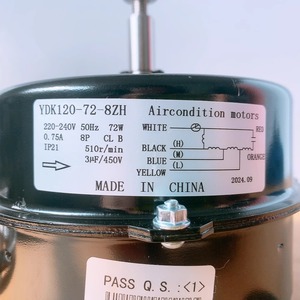 YDK120-72-8ZH Aircondition motors
220-240V 50Hz 72W WHITE RED
0.75A 8P CL B
IP21 510r/min BLACK (H)
BLUE (M) ORANGE
3μF/450V YELLOW (L)
2024.09
MADE IN CHINA
PASS Q.S.:<1>